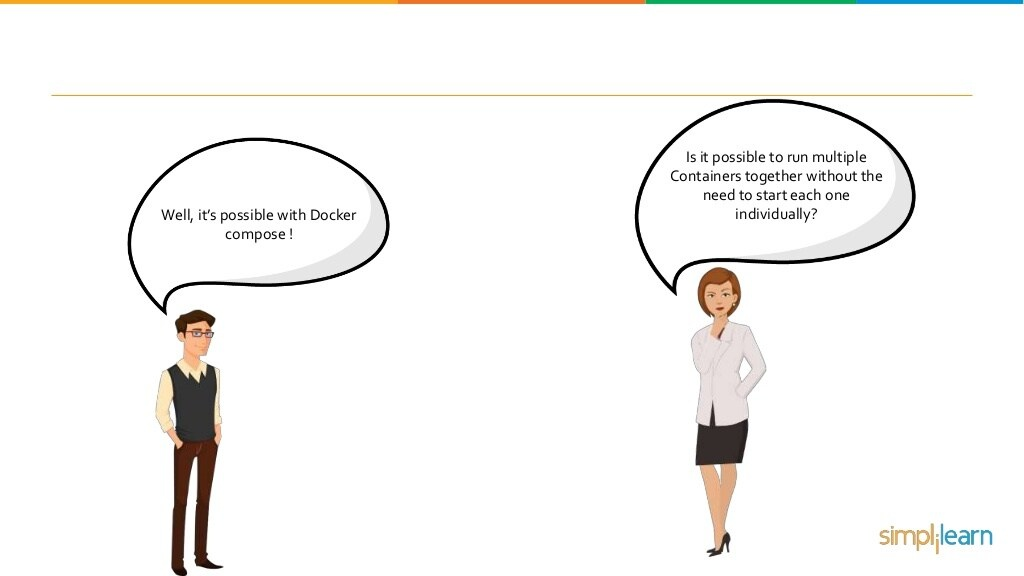 Well, it’s possible with Docker
compose !
Is it possible to run multiple
Containers together without the
need to start each one
individually?
simplilearn